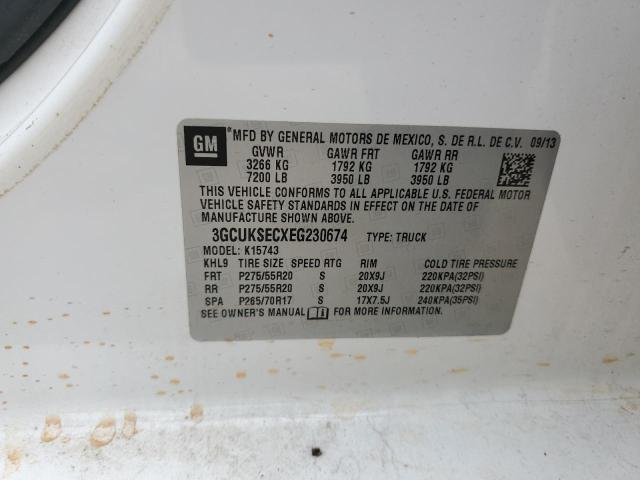 GM
*MFD BY GENERAL MOTORS DE MEXICO, S. DE R.L. DE C.V. 09/13
GVWR GAWR FRT GAWR RR
3266 KG 1792 KG 1792 KG
7200 LB 3950 LB 3950 LB
THIS VEHICLE CONFORMS TO ALL APPLICABLE U.S. FEDERAL MOTOR
VEHICLE SAFETY STANDARDS IN EFFECT ON THE DATE OF
MANUFACTURE SHOWN ABOVE.
3GCUKSECXEG230674 TYPE: TRUCK
MODEL: K15743
KHL9 TIRE SIZE SPEED RTG RIM COLD TIRE PRESSURE
FRT P275/55R20 S 20X9J 220KPA(32PSI)
RR P275/55R20 S 20X9J 220KPA(32PSI)
SPA P265/70R17 S 17X7.5J 240KPA(35PSI)
SEE OWNER'S MANUAL FOR MORE INFORMATION.